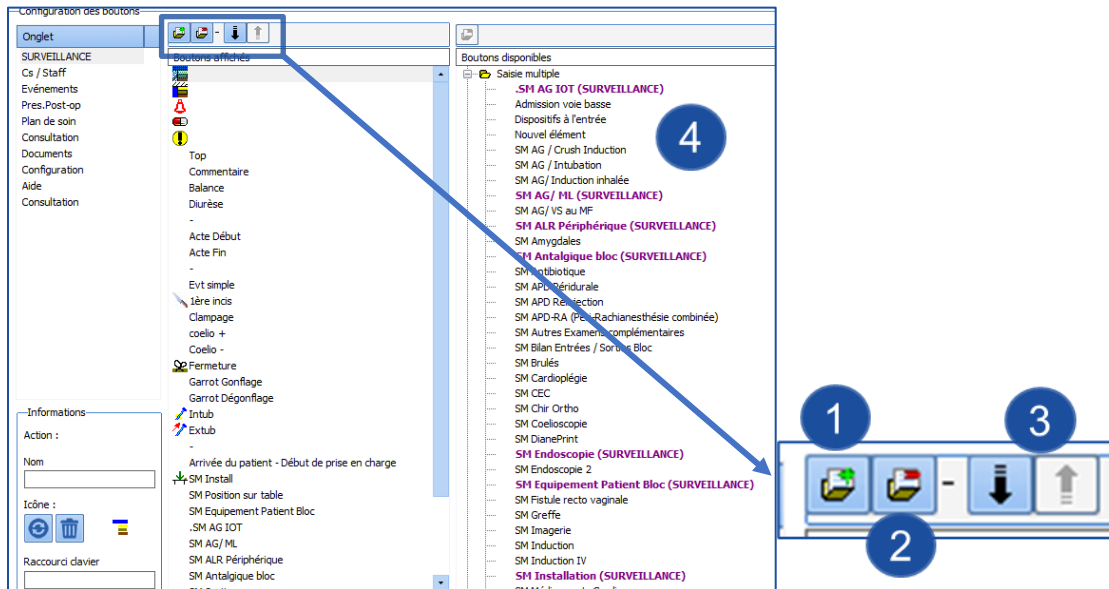 Configuration des boutons
Onglet
SURVEILLANCE
Cs / Staff
Evénements
Pres.Post-op
Plan de soin
Consultation
Documents
Configuration
Aide
Consultation
Informations
Action :
Nom
Icône :
Raccourci clavier
-
Boutons affichés
Top
Commentaire
Balance
Diurèse
-
Acte Début
Acte Fin
-
Evt simple
1ère incis
Clampage
coelio +
Coelio -
Fermeture
Garrot Gonflage
Garrot Dégonflage
Intub
Extub
-
Arrivée du patient - Début de prise en charge
SM Install
SM Position sur table
SM Equipement Patient Bloc
.SM AG IOT
SM AG/ ML
SM ALR Périphérique
SM Antalgique bloc
Boutons disponibles
Saisie multiple
.SM AG IOT (SURVEILLANCE)
Admission voie basse
Dispositifs à l'entrée
Nouvel élément
SM AG / Crush Induction
SM AG / Intubation
SM AG/ Induction inhalée
SM AG/ ML (SURVEILLANCE)
SM AG/ VS au MF
SM ALR Périphérique (SURVEILLANCE)
SM Amygdales
SM Antalgique bloc (SURVEILLANCE)
SM Antibiotique
SM APD Péridurale
SM APD Réinjection
SM APD-RA (Péri-Rachianesthésie combinée)
SM Autres Examens complémentaires
SM Bilan Entrées / Sorties Bloc
SM Brulés
SM Cardioplégie
SM CEC
SM Chir Ortho
SM Coelioscopie
SM DianePrint
SM Endoscopie (SURVEILLANCE)
SM Endoscopie 2
SM Equipement Patient Bloc (SURVEILLANCE)
SM Fistule recto vaginale
SM Greffe
SM Imagerie
SM Induction
SM Induction IV
SM Installation (SURVEILLANCE)
4
1
3
-
2